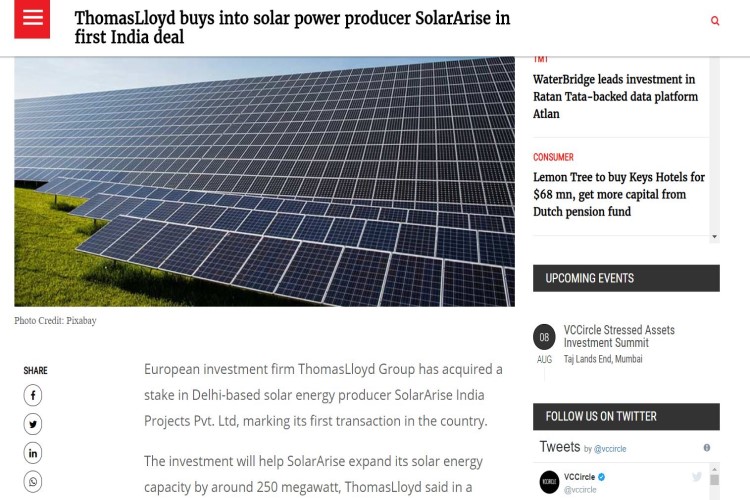 ThomasLloyd buys into solar power producer SolarArise in
first India deal
Photo Credit: Pixabay
SHARE
European investment firm ThomasLloyd Group has acquired a
stake in Delhi-based solar energy producer SolarArise India
Projects Pvt. Ltd, marking its first transaction in the country.
The investment will help SolarArise expand its solar energy
capacity by around 250 megawatt, ThomasLloyd said in a
TMT
WaterBridge leads investment in
Ratan Tata-backed data platform
Atlan
CONSUMER
Lemon Tree to buy Keys Hotels for
$68 mn, get more capital from
Dutch pension fund
UPCOMING EVENTS
08
AUG
VCCircle Stressed Assets
Investment Summit
Taj Lands End, Mumbai
FOLLOW US ON TWITTER
Tweets by @vccircle
VCCIRCLE
VCCircle
@vccircle